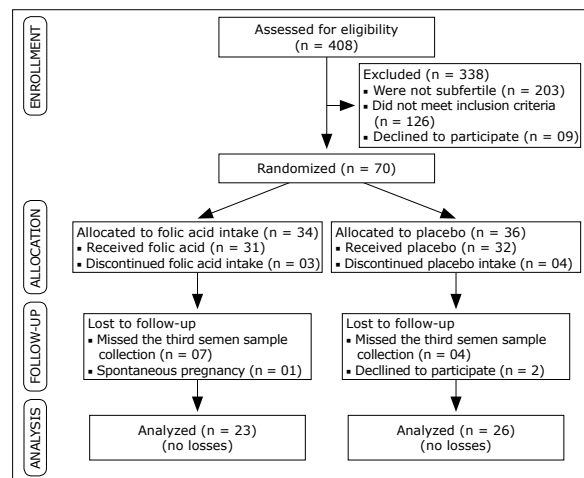 ENROLLMENT
Assessed for eligibility
(n = 408)
Excluded (n = 338)
▪ Were not subfertile (n = 203)
▪ Did not meet inclusion criteria
(n = 126)
▪ Declined to participate (n = 09)
Randomized (n = 70)
ALLOCATION
Allocated to folic acid intake (n = 34)
▪ Received folic acid (n = 31)
▪ Discontinued folic acid intake (n = 03)
Allocated to placebo (n = 36)
▪ Received placebo (n = 32)
▪ Discontinued placebo intake (n = 04)
FOLLOW-UP
Lost to follow-up
▪ Missed the third semen sample
collection (n = 07)
▪ Spontaneous pregnancy (n = 01)
Lost to follow-up
▪ Missed the third semen sample
collection (n = 04)
▪ Decllined to participate (n = 2)
ANALYSIS
Analyzed (n = 23)
(no losses)
Analyzed (n = 26)
(no losses)